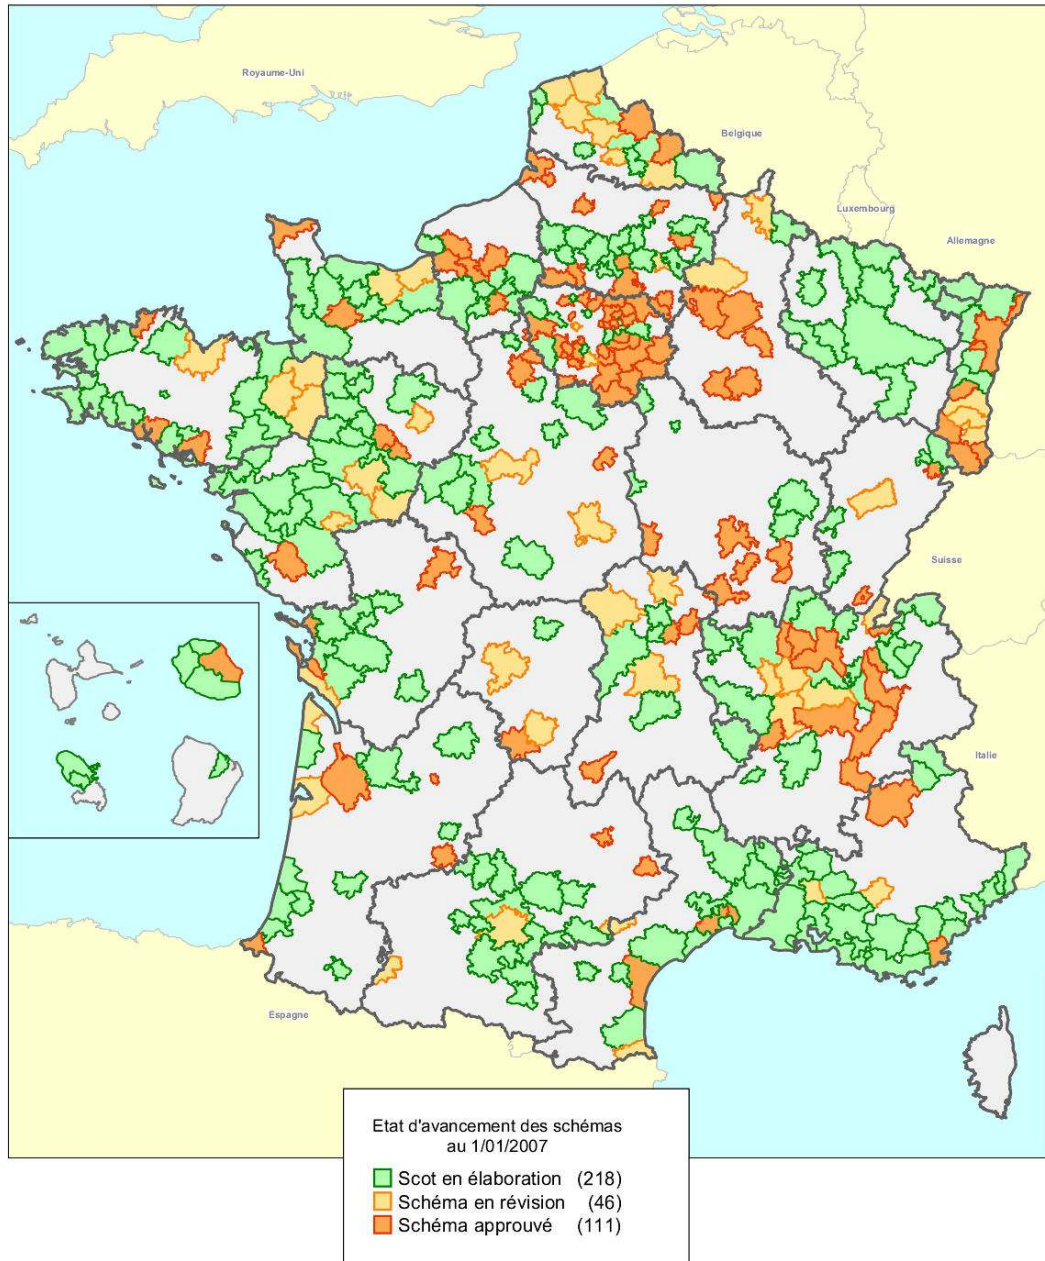 Royaume-Uni
Belgique
Luxembourg
Allemagne
Suisse
Italie
Espagne
Etat d'avancement des schémas
au 1/01/2007
Scot en élaboration (218)
Schéma en révision (46)
Schéma approuvé (111)